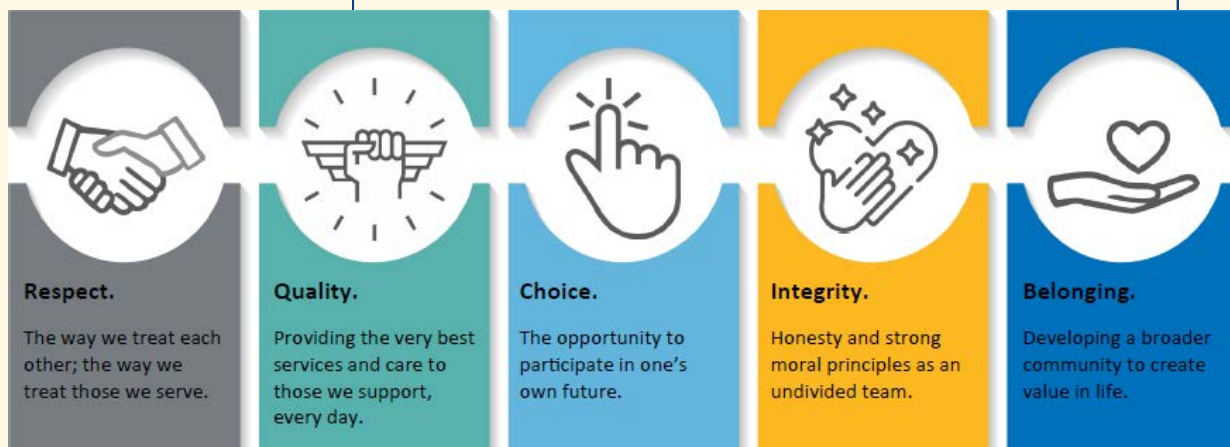 Respect.
The way we treat each
other; the way we
treat those we serve.
Quality.
Providing the very best
services and care to
those we support,
every day.
Choice.
The opportunity to
participate in one's
own future.
Integrity.
Honesty and strong
moral principles as an
undivided team.
Belonging.
Developing a broader
community to create
value in life.